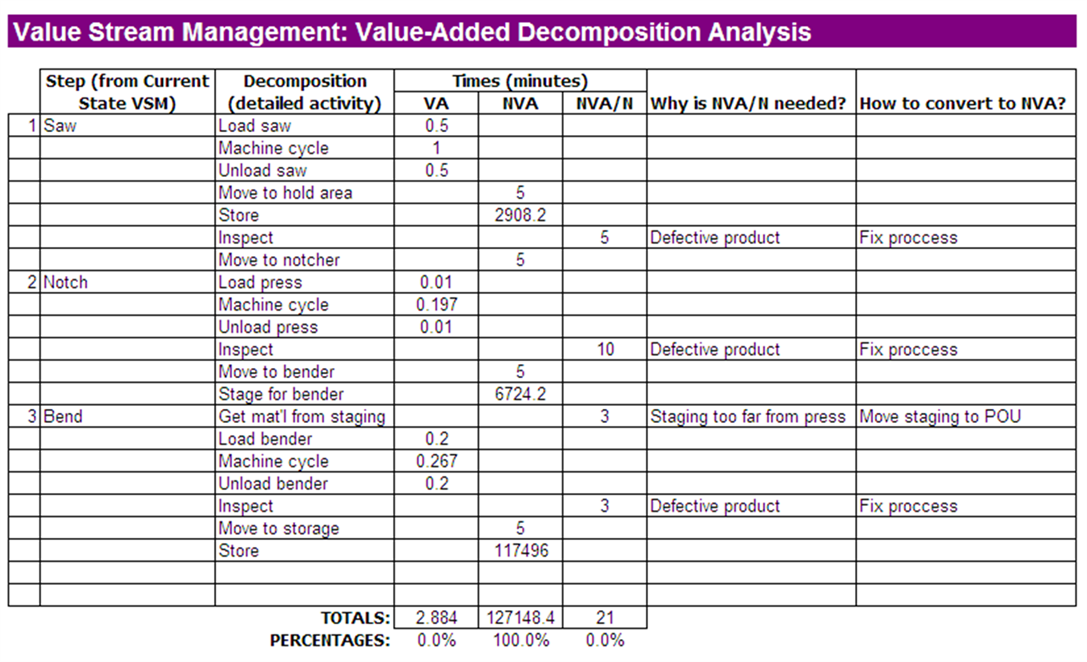 Value Stream Management: Value-Added Decomposition Analysis
Step (from Current State VSM) Decomposition (detailed activity) Times (minutes) Why is NVA/N needed? How to convert to NVA?
VA NVA NVA/N
1 Saw Load saw 0.5
Machine cycle 1
Unload saw 0.5
Move to hold area 5
Store 2908.2
Inspect 5 Defective product Fix proccess
Move to notcher 5
2 Notch Load press 0.01
Machine cycle 0.197
Unload press 0.01
Inspect 10 Defective product Fix proccess
Move to bender 5
Stage for bender 6724.2
3 Bend Get mat'l from staging 3 Staging too far from press Move staging to POU
Load bender 0.2
Machine cycle 0.267
Unload bender 0.2
Inspect 3 Defective product Fix proccess
Move to storage 5
Store 117496
TOTALS: 2.884 127148.4 21
PERCENTAGES: 0.0% 100.0% 0.0%